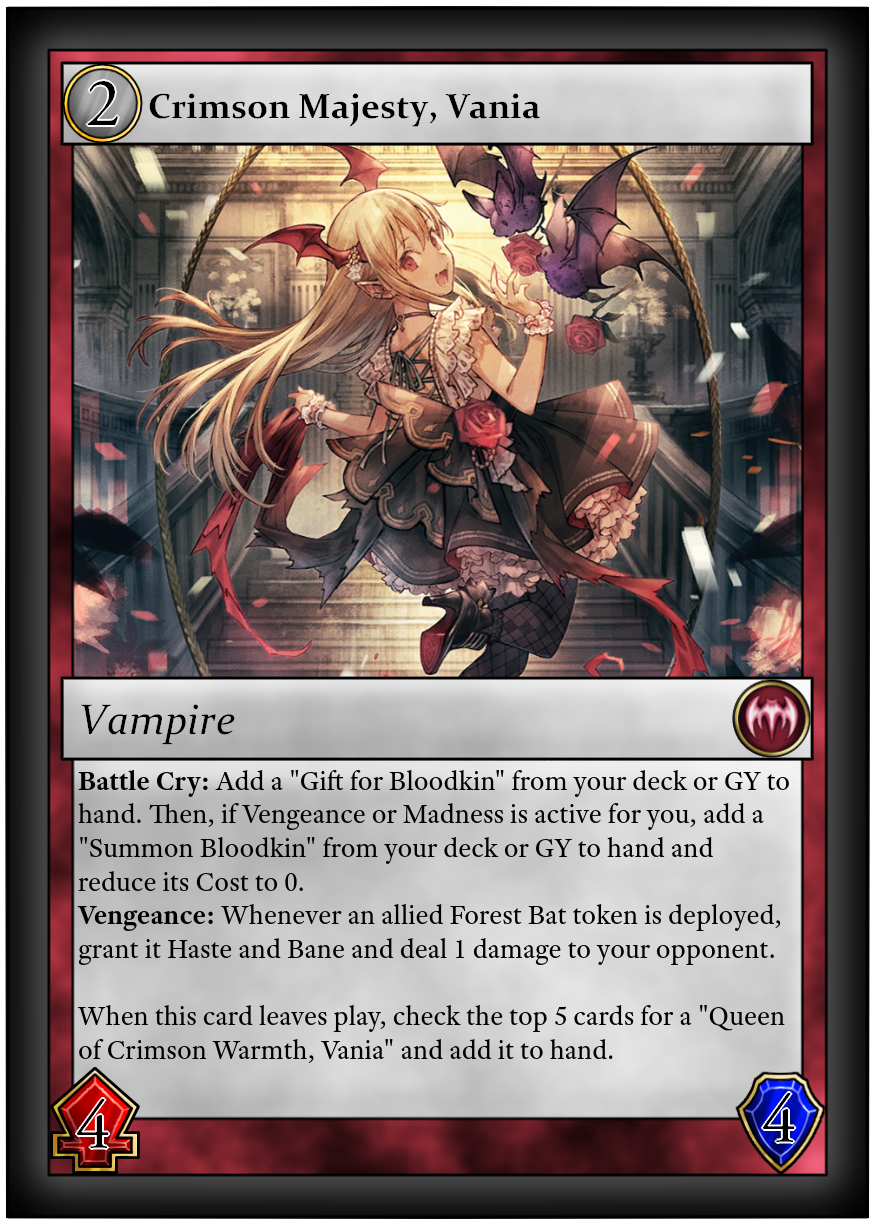 2 Crimson Majesty, Vania
Vampire
Battle Cry: Add a "Gift for Bloodkin" from your deck or GY to
hand. Then, if Vengeance or Madness is active for you, add a
"Summon Bloodkin" from your deck or GY to hand and
reduce its Cost to 0.
Vengeance: Whenever an allied Forest Bat token is deployed,
grant it Haste and Bane and deal 1 damage to your opponent.
When this card leaves play, check the top 5 cards for a "Queen
of Crimson Warmth, Vania" and add it to hand.
4 4